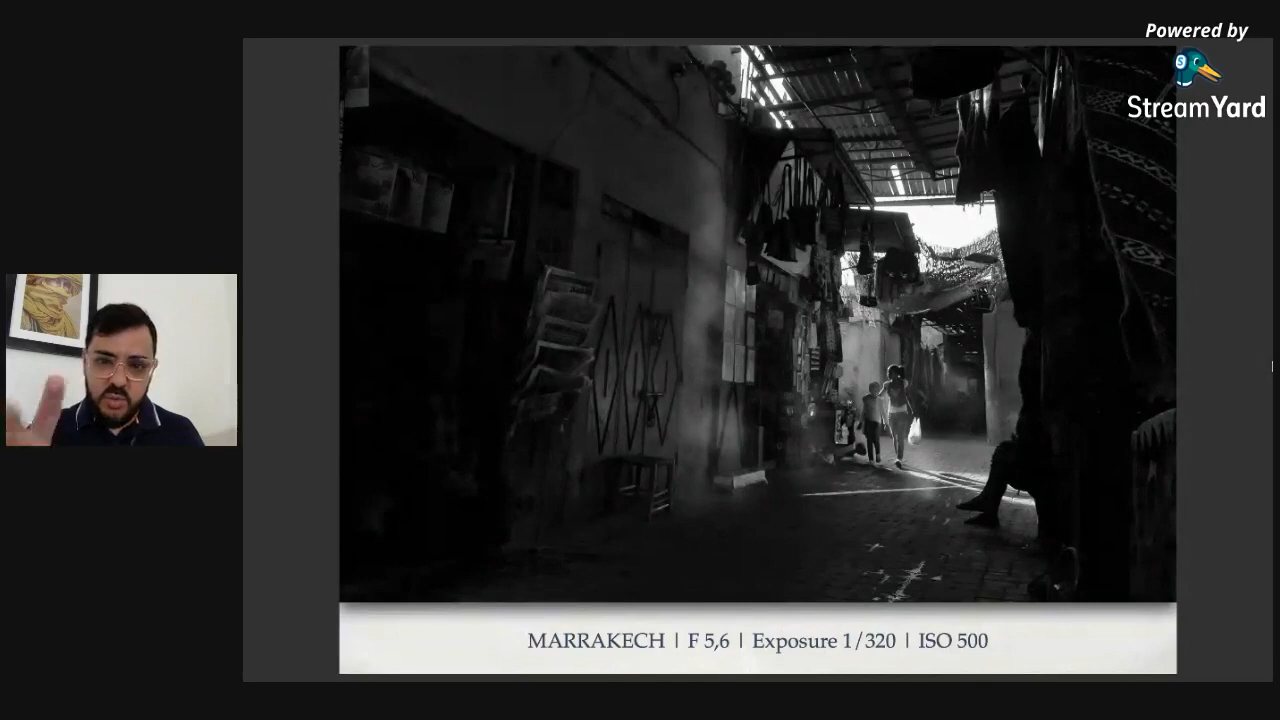 Powered by
StreamYard
MARRAKECH | F 5,6 | Exposure 1/320 | ISO 500